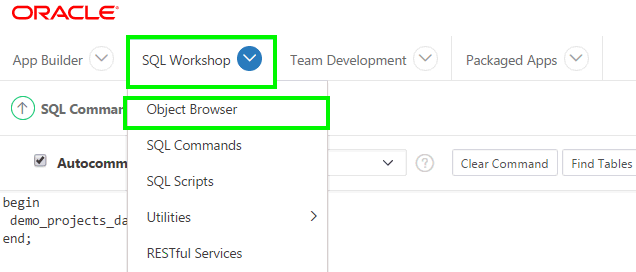 ORACLE
App Builder SQL Workshop Team Development Packaged Apps
SQL Comman
Object Browser
SQL Commands
Autocomm Clear Command Find Tables
SQL Scripts
begin
demo_projects_da
end;
Utilities
RESTful Services